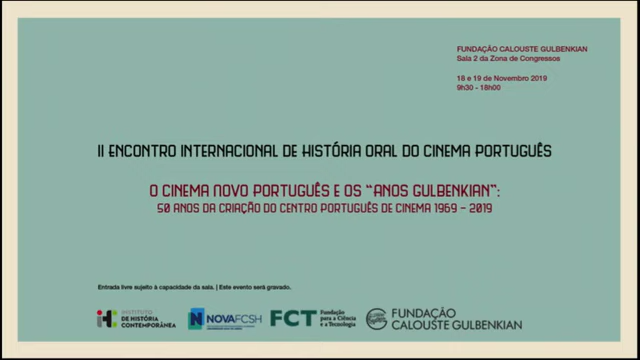 FUNDAÇÃO CALOUSTE GULBENKIAN
Sala 2 da Zona de Congressos
18 e 19 de Novembro 2019
9h30 - 18h00
II ENCONTRO INTERNACIONAL DE HISTÓRIA ORAL DO CINEMA PORTUGUÊS
O CINEMA NOVO PORTUGUÊS E OS “ANOS GULBENKIAN”:
50 ANOS DA CRIAÇÃO DO CENTRO PORTUGUÊS DE CINEMA 1969 – 2019
Entrada livre sujeito à capacidade da sala. | Este evento será gravado.
INSTITUTO
DE HISTÓRIA
CONTEMPORÂNEA
NOVAFCSH
FCT
Fundação
para a Ciência
e a Tecnologia
FUNDAÇÃO
CALOUSTE GULBENKIAN